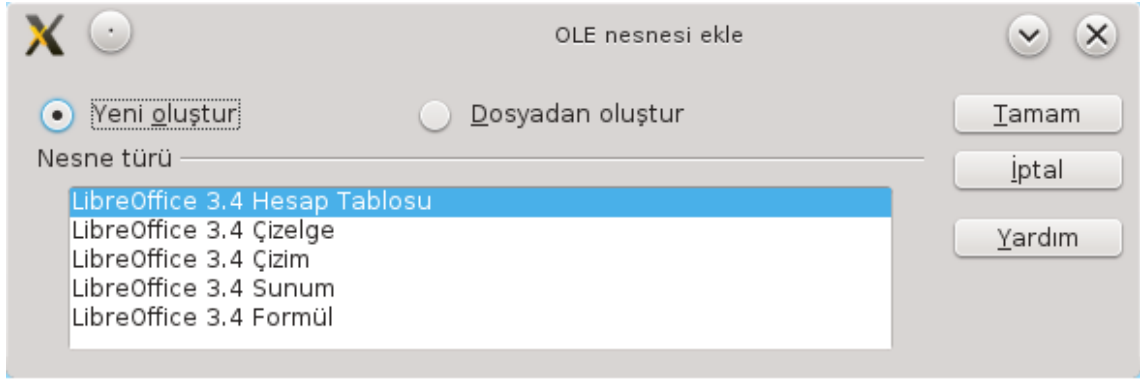 OLE nesnesi ekle
Yeni oluştur
Dosyadan oluştur
Tamam
Nesne türü
İptal
LibreOffice 3.4 Hesap Tablosu
LibreOffice 3.4 Çizelge
Yardım
LibreOffice 3.4 Çizim
LibreOffice 3.4 Sunum
LibreOffice 3.4 Formül